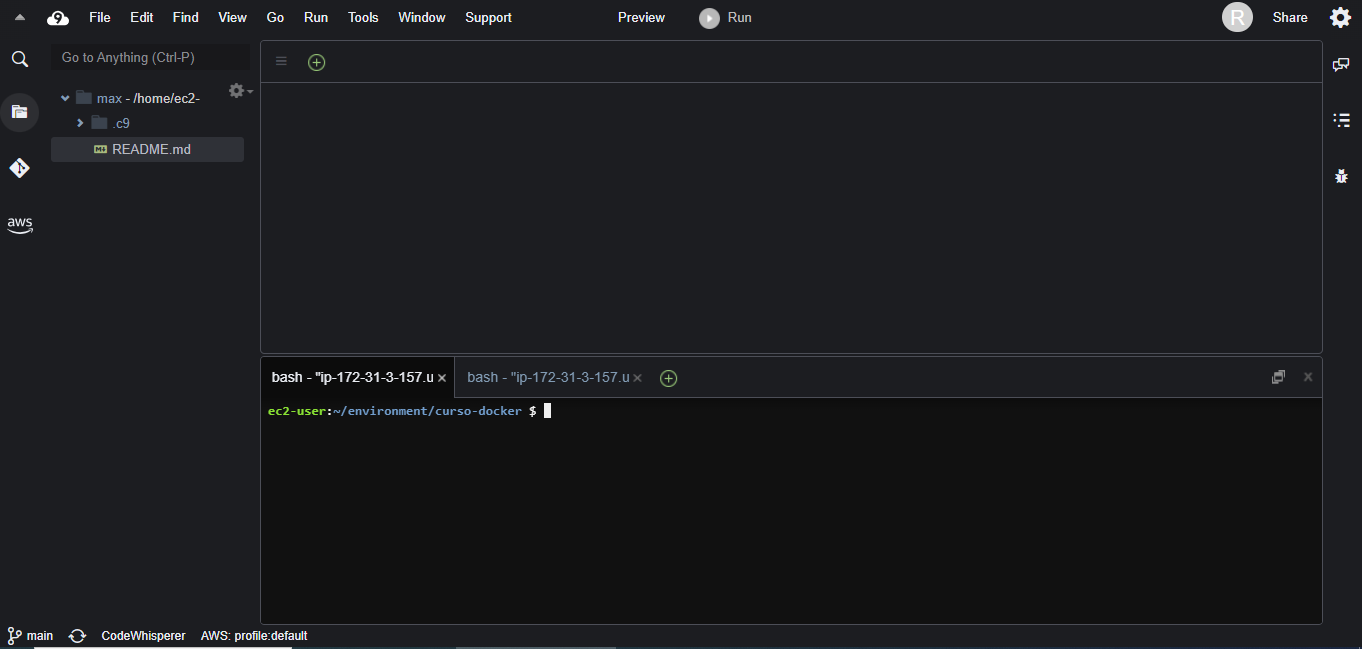 File Edit Find View Go Run Tools Window Support Preview Run R Share
Go to Anything (Ctrl-P)
max - /home/ec2-
.c9
README.md
aws
bash - "ip-172-31-3-157.u × bash - "ip-172-31-3-157.u ×
ec2-user:~/environment/curso-docker $
main CodeWhisperer AWS: profile:default